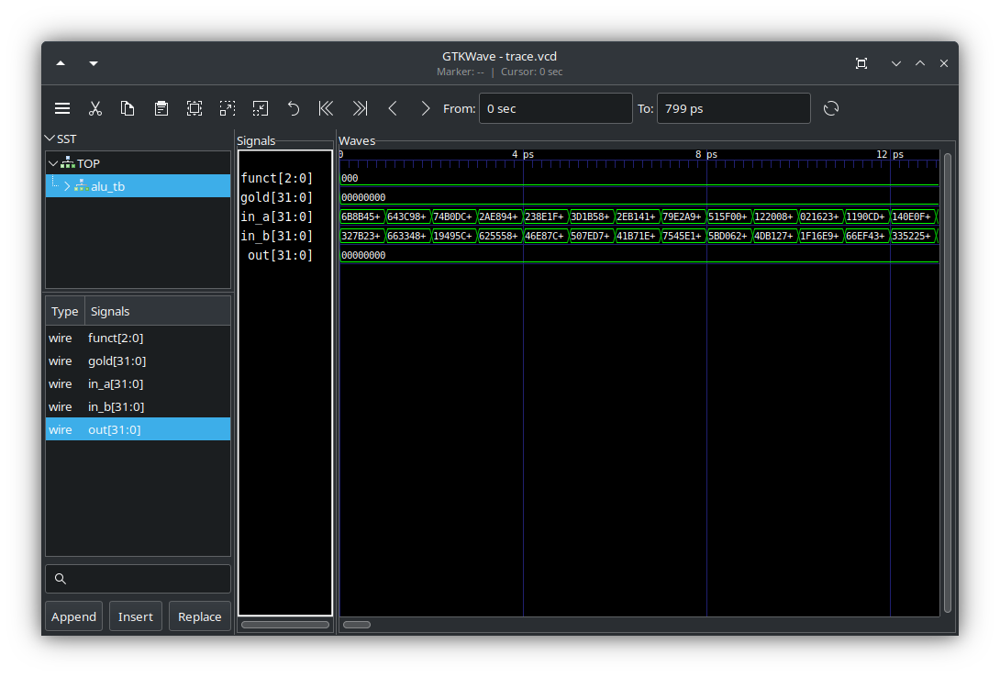 GTKWave - trace.vcd
Marker: -- | Cursor: 0 sec
From: 0 sec To: 799 ps
SST
TOP
alu_tb
Type Signals
wire funct[2:0]
wire gold[31:0]
wire in_a[31:0]
wire in_b[31:0]
wire out[31:0]
Append Insert Replace
Signals
funct[2:0]
gold[31:0]
in_a[31:0]
in_b[31:0]
out[31:0]
Waves
0 4 ps 8 ps 12 ps
000
00000000
6B8B45+ 643C98+ 74B0DC+ 2AE894+ 238E1F+ 3D1B58+ 2EB141+ 79E2A9+ 515F00+ 122008+ 021623+ 1190CD+ 140E0F+
327B23+ 663348+ 19495C+ 625558+ 46E87C+ 507ED7+ 41B71E+ 7545E1+ 5BD062+ 4DB127+ 1F16E9+ 66EF43+ 335225+
00000000